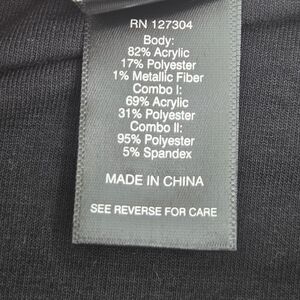 RN 127304
Body:
82% Acrylic
17% Polyester
1% Metallic Fiber
Combo I:
69% Acrylic
31% Polyester
Combo II:
95% Polyester
5% Spandex
MADE IN CHINA
SEE REVERSE FOR CARE